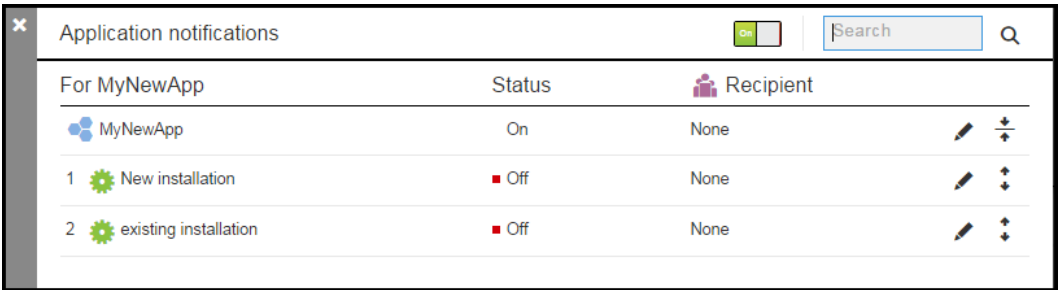 Application notifications On Search
For MyNewApp Status Recipient
MyNewApp On None
1 New installation Off None
2 existing installation Off None